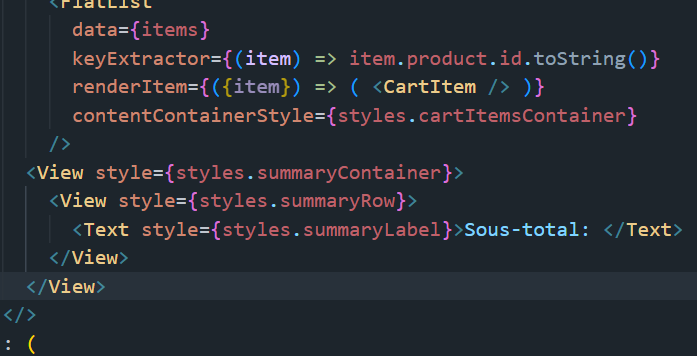 <FlatList
data={items}
keyExtractor={(item) => item.product.id.toString()}
renderItem={({item}) => ( <CartItem /> )}
contentContainerStyle={styles.cartItemsContainer}
/>
<View style={styles.summaryContainer}>
<View style={styles.summaryRow}>
<Text style={styles.summaryLabel}>Sous-total: </Text>
</View>
</View>
</>
: (